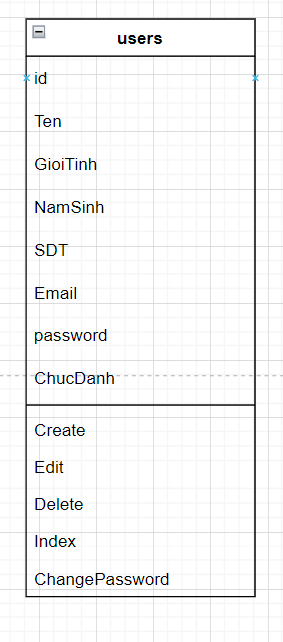 users
id
Ten
GioiTinh
NamSinh
SDT
Email
password
ChucDanh
Create
Edit
Delete
Index
ChangePassword